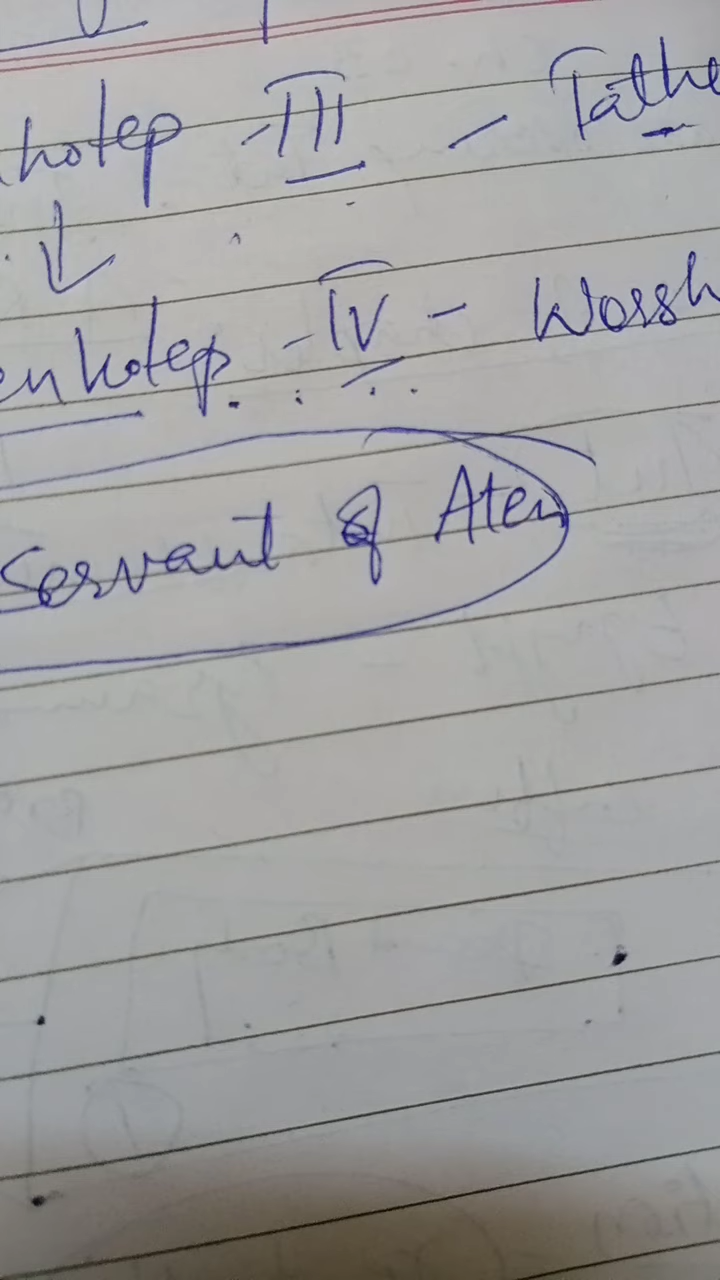 hotep - III - Fathe
enhotep - IV - Worsh
Servant of Aten